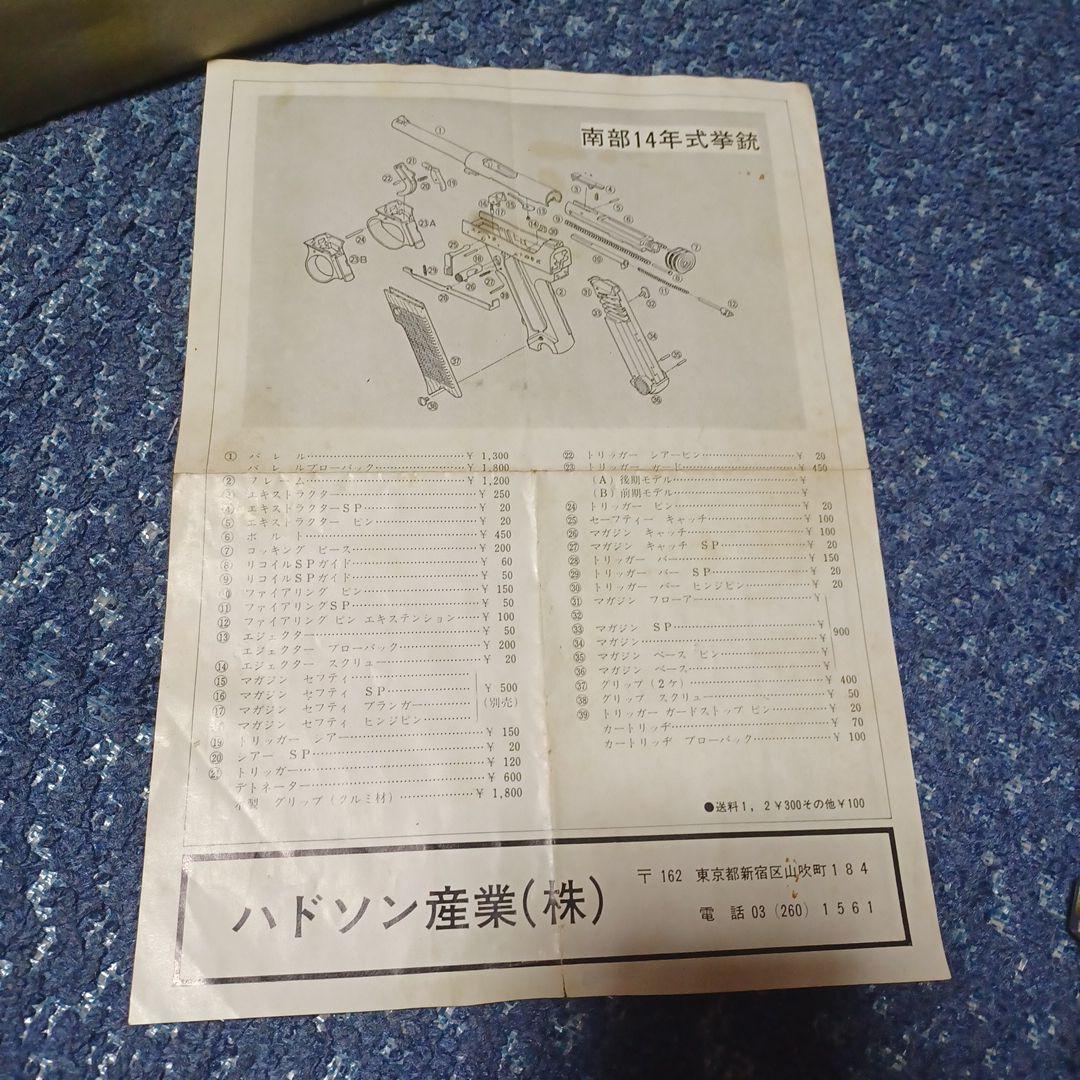 南部14年式挙銃
① バレル ¥ 1,300
バレルブローバック ¥ 1,800
② フレーム ¥ 1,200
③ エキストラクター ¥ 250
④ エキストラクターSP ¥ 20
⑤ エキストラクター ピン ¥ 20
⑥ ボルト ¥ 450
⑦ コッキング ピース ¥ 200
⑧ リコイルSPガイド ¥ 60
⑨ リコイルSPガイド ¥ 50
⑩ ファイアリング ピン ¥ 150
⑪ ファイアリングSP ¥ 50
⑫ ファイアリング ピン エキステンション ¥ 100
⑬ エジェクター ¥ 50
エジェクター ブローバック ¥ 200
⑭ エジェクター スクリュー ¥ 20
⑮ マガジン セフティ
⑯ マガジン セフティ SP ¥ 500
⑰ マガジン セフティ プランガー (別売)
マガジン セフティ ヒンジピン
⑲ トリッガー シアー ¥ 150
⑳ シアー SP ¥ 20
㉑ トリッガー ¥ 120
デトネーター ¥ 600
木製 グリップ(クルミ材) ¥ 1,800
㉒ トリッガー シアーピン ¥ 20
㉓ トリッガー ガード ¥ 450
(A) 後期モデル ¥
(B) 前期モデル ¥
㉔ トリッガー ピン ¥ 20
㉕ セーフティー キャッチ ¥ 100
㉖ マガジン キャッチ ¥ 100
㉗ マガジン キャッチ SP ¥ 20
㉘ トリッガー バー ¥ 150
㉙ トリッガー バー SP ¥ 20
㉚ トリッガー バー ヒンジピン ¥ 20
㉛ マガジン フローアー ¥
㉜
㉝ マガジン SP ¥ 900
㉞ マガジン ¥
㉟ マガジン ベース ピン ¥
㊱ マガジン ベース ¥
㊲ グリップ(2ケ) ¥ 400
㊳ グリップ スクリュー ¥ 50
㊴ トリッガー ガードストップ ピン ¥ 20
カートリッヂ ¥ 70
カートリッヂ ブローバック ¥ 100
●送料1,2¥300その他¥100
ハドソン産業(株)
〒 162 東京都新宿区山吹町184
電話 03 (260) 1561